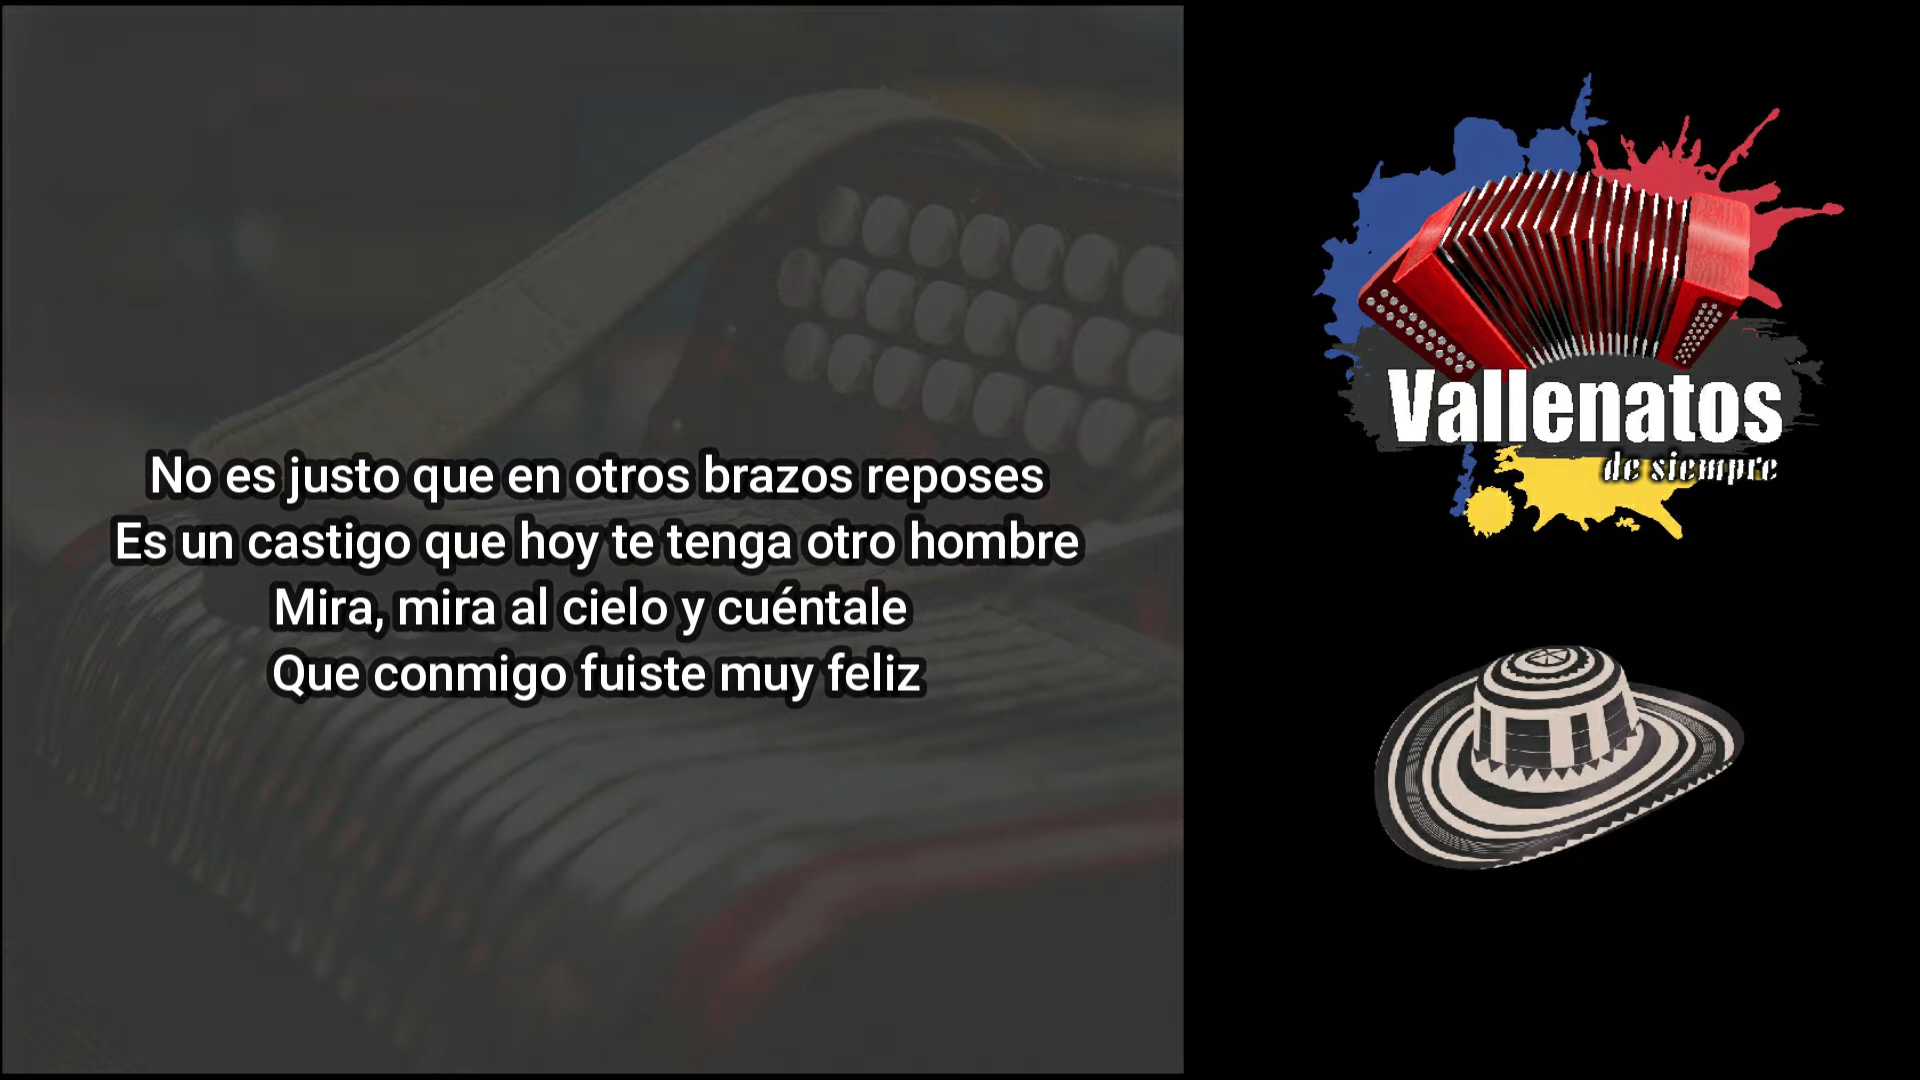 No es justo que en otros brazos reposes
Es un castigo que hoy te tenga otro hombre
Mira, mira al cielo y cuéntale
Que conmigo fuiste muy feliz
Vallenatos
de siempre